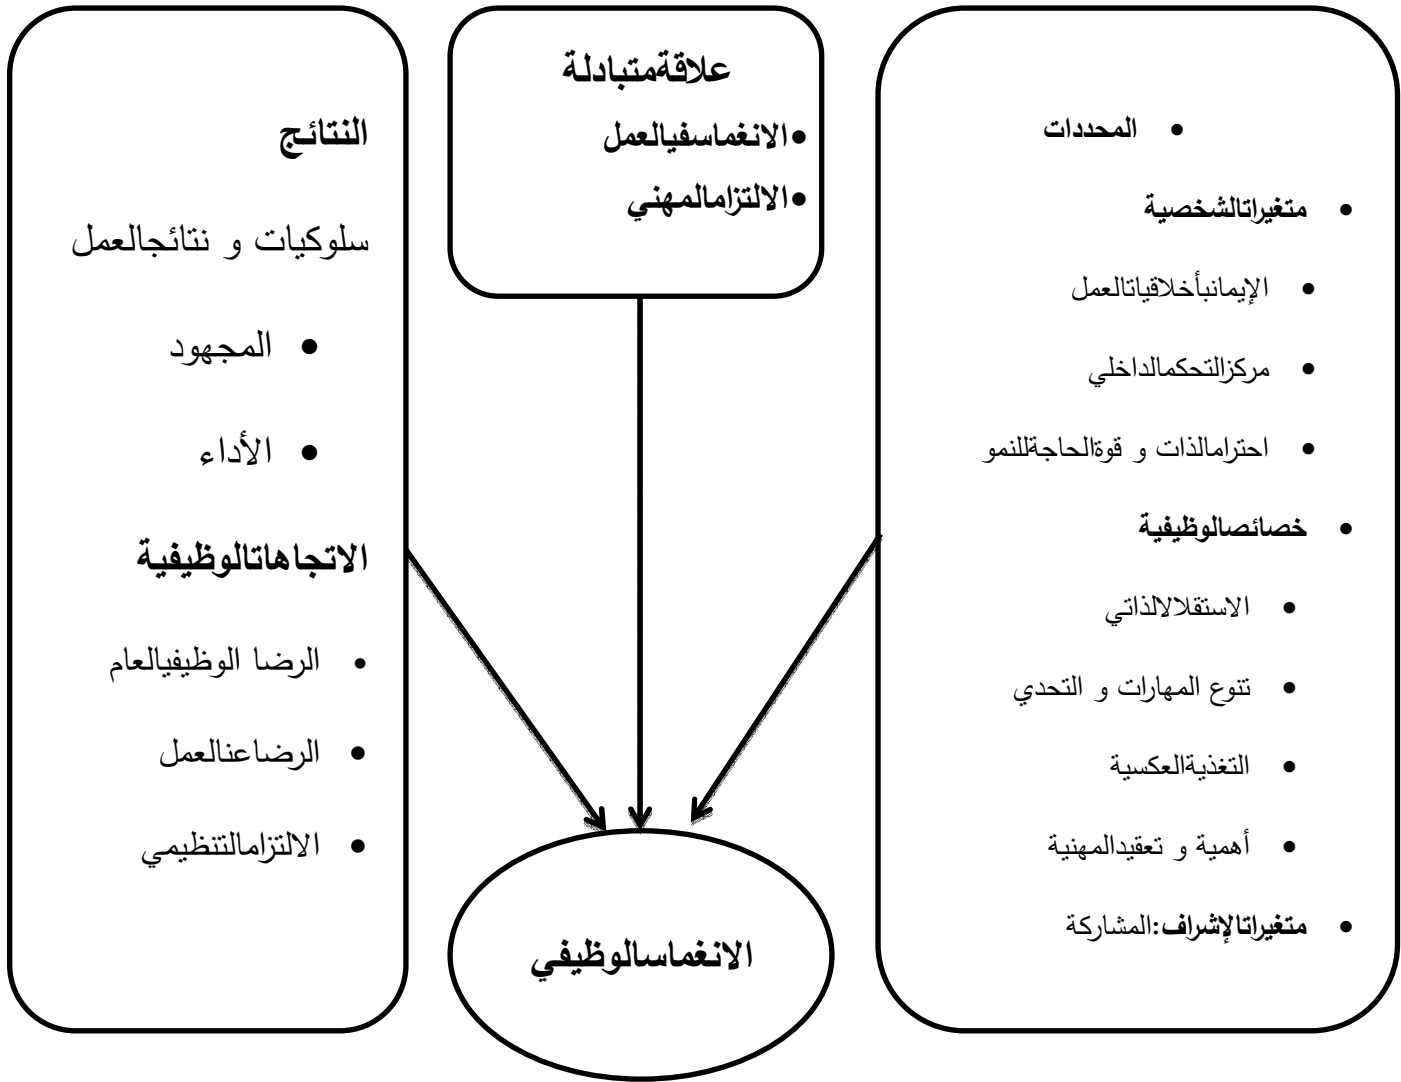 المحددات
متغيراتالشخصية
الإيمانبأخلاقياتالعمل
مركزالتحكمالداخلي
احترامالذات و قوةالحاجةللنمو
خصائصالوظيفية
الاستقلالالذاتي
تنوع المهارات و التحدي
التغذيةالعكسية
أهمية و تعقيدالمهنية
متغيراتالإشراف:المشاركة
علاقةمتبادلة
الانغماسفيالعمل
الالتزامالمهني
النتائج
سلوكيات و نتائجالعمل
المجهود
الأداء
الاتجاهاتالوظيفية
الرضا الوظيفيالعام
الرضاعنالعمل
الالتزامالتنظيمي
الانغماسالوظيفي